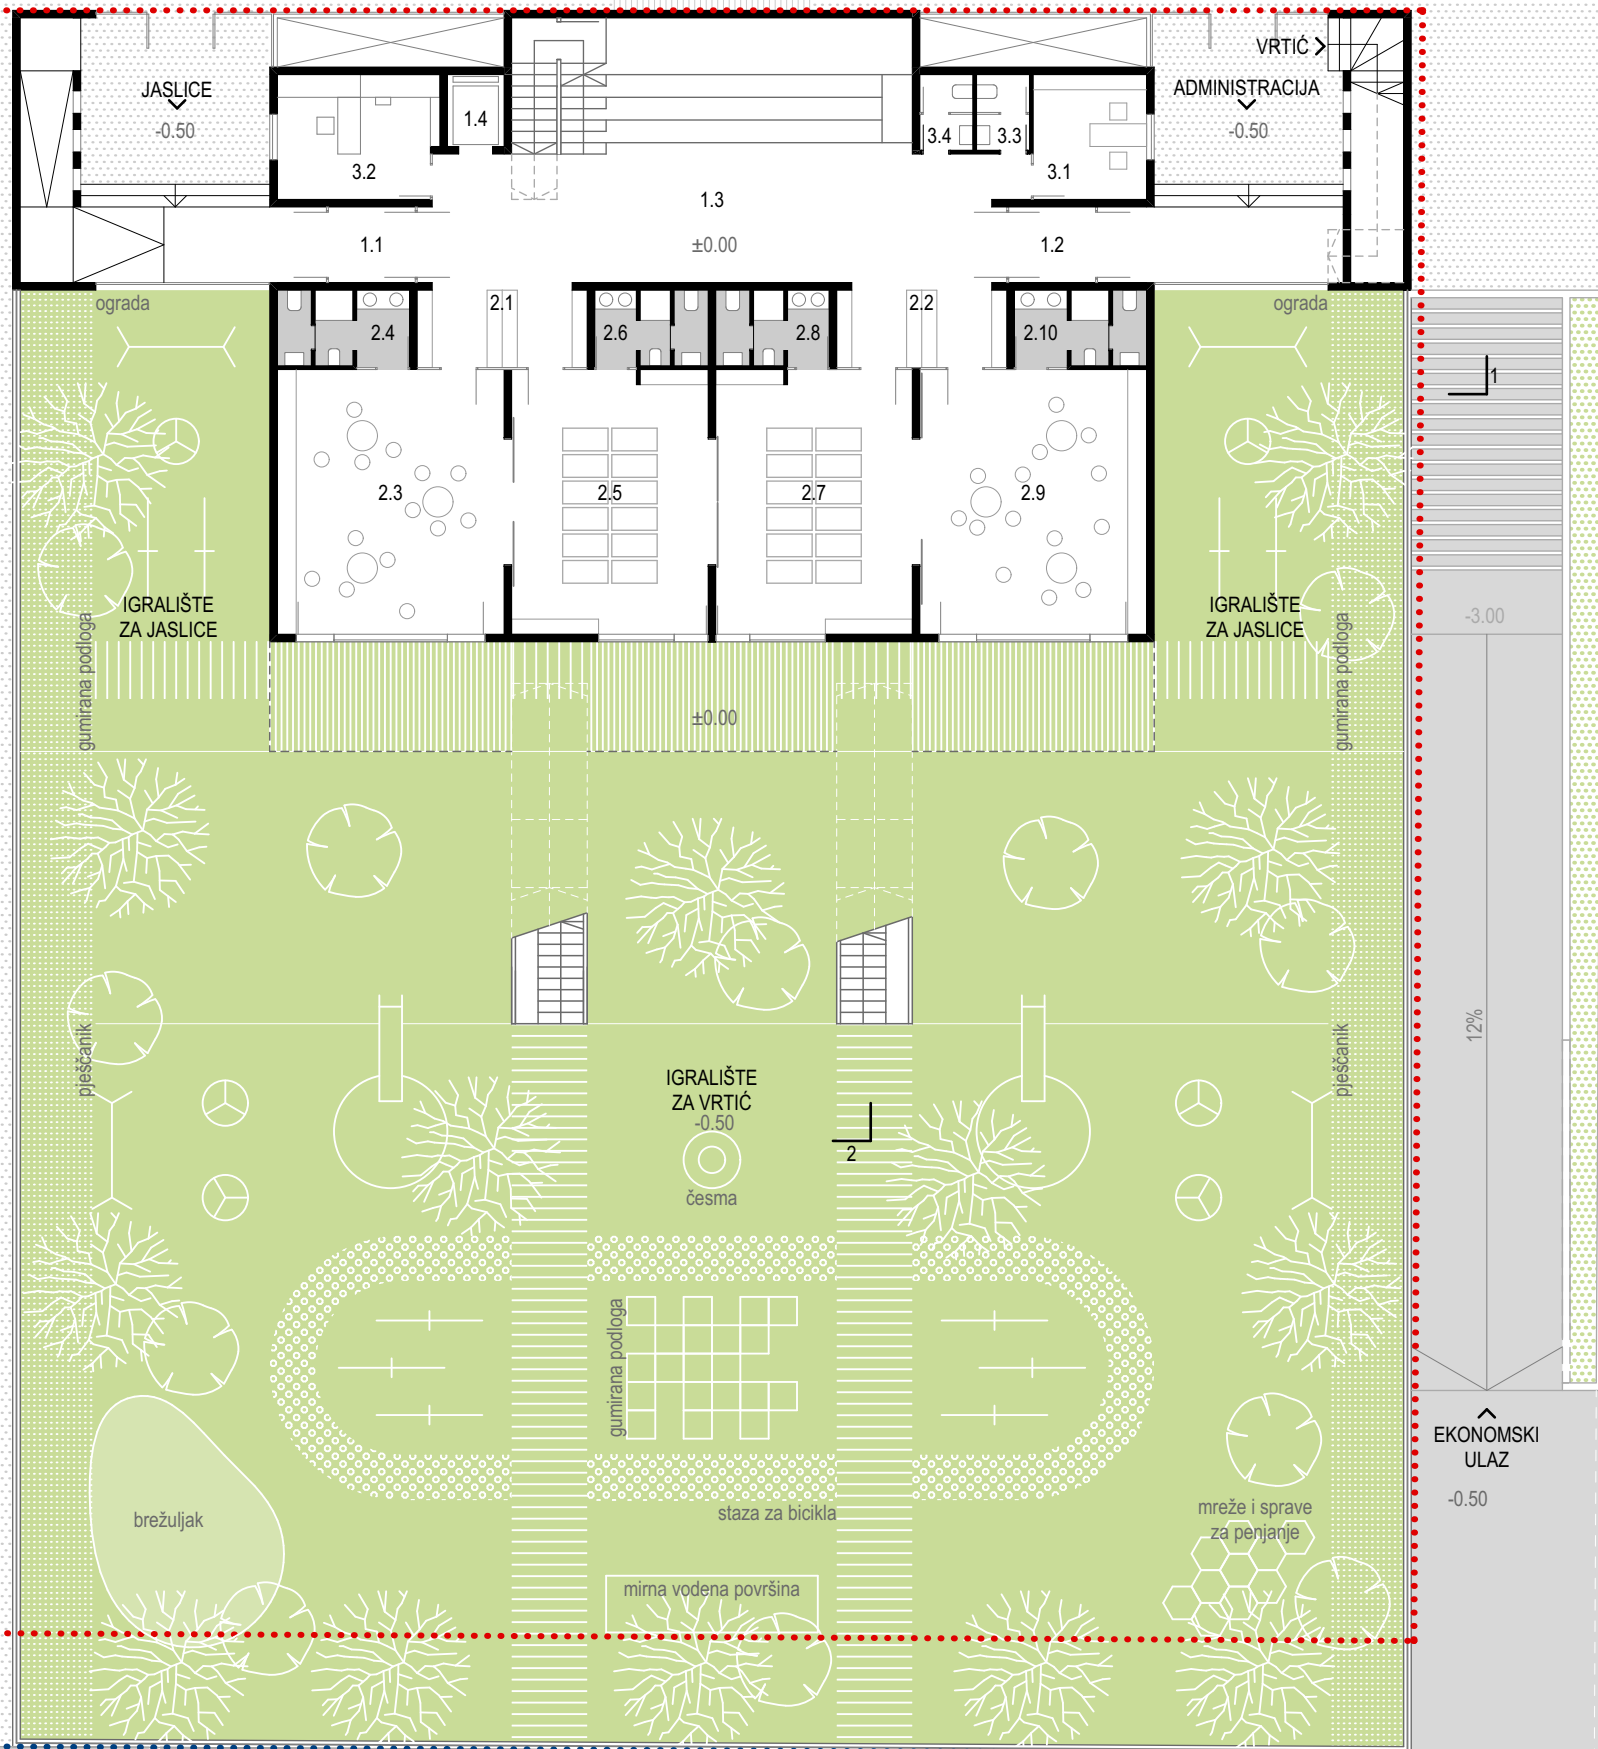 VRTIĆ
JASLICE
-0.50
ADMINISTRACIJA
-0.50
1.4
3.4
3.3
3.2
3.1
1.3
±0.00
1.1
1.2
ograda
2.1
2.2
ograda
2.4
2.6
2.8
2.10
1
2.3
2.5
2.7
2.9
IGRALIŠTE
ZA JASLICE
IGRALIŠTE
ZA JASLICE
-3.00
gumirana podloga
gumirana podloga
±0.00
pješčanik
pješčanik
12%
IGRALIŠTE
ZA VRTIĆ
-0.50
2
česma
gumirana podloga
EKONOMSKI
ULAZ
-0.50
brežuljak
staza za bicikla
mreže i sprave
za penjanje
mirna vodena površina